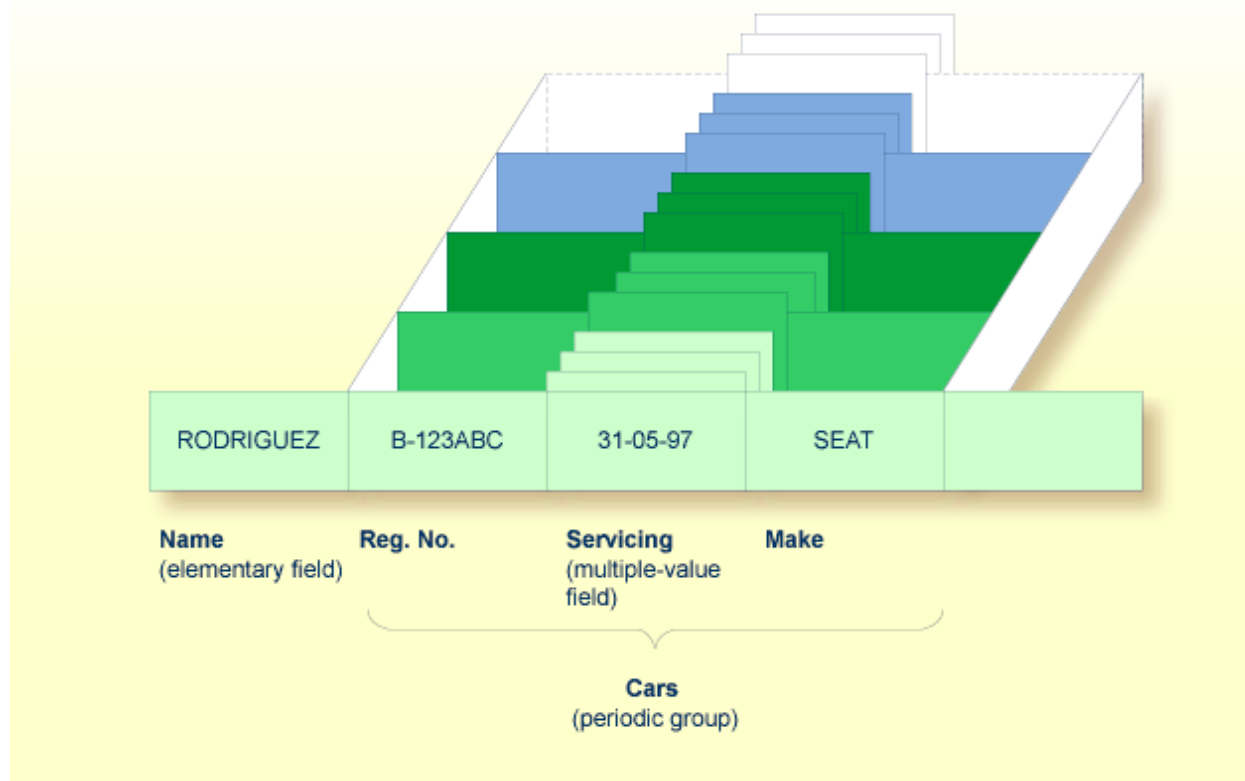 RODRIGUEZ B-123ABC 31-05-97 SEAT
Name Reg. No. Servicing Make
(elementary field) (multiple-value
field)
Cars
(periodic group)